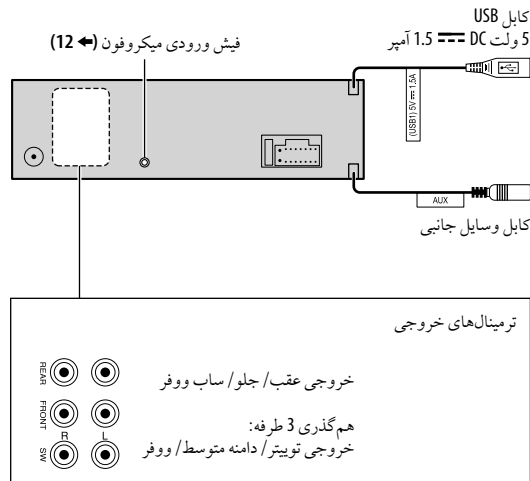 کابل USB
5 ولت DC ⎓ 1.5 آمپر
فیش ورودی میکروفون (➜ 12)
(USB1) 5V ⎓ 1.5A
AUX
کابل وسایل جانبی
ترمینال‌های خروجی
خروجی عقب/ جلو/ ساب ووفر
هم‌گذری 3 طرفه:
خروجی توییتر/ دامنه متوسط/ ووفر
REAR
FRONT
R L
SW